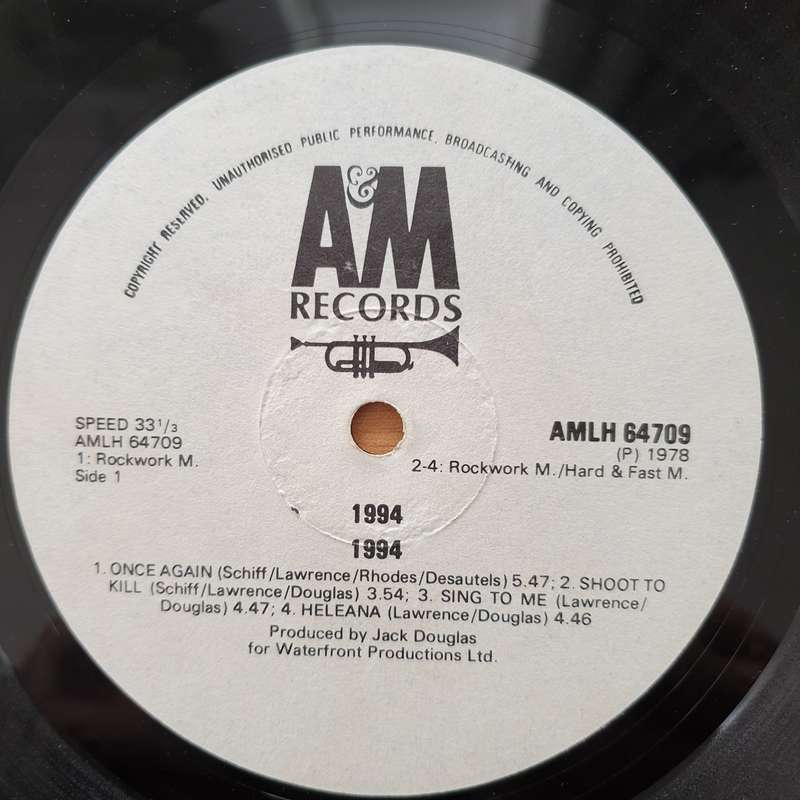 COPYRIGHT RESERVED. UNAUTHORISED PUBLIC PERFORMANCE. BROADCASTING AND COPYING PROHIBITED
A&M
RECORDS
SPEED 33 1/3
AMLH 64709
1: Rockwork M.
Side 1
AMLH 64709
(P) 1978
2-4: Rockwork M./Hard & Fast M.
1994
1994
1. ONCE AGAIN (Schiff/Lawrence/Rhodes/Desautels) 5.47; 2. SHOOT TO
KILL (Schiff/Lawrence/Douglas) 3.54; 3. SING TO ME (Lawrence/
Douglas) 4.47; 4. HELEANA (Lawrence/Douglas) 4.46
Produced by Jack Douglas
for Waterfront Productions Ltd.